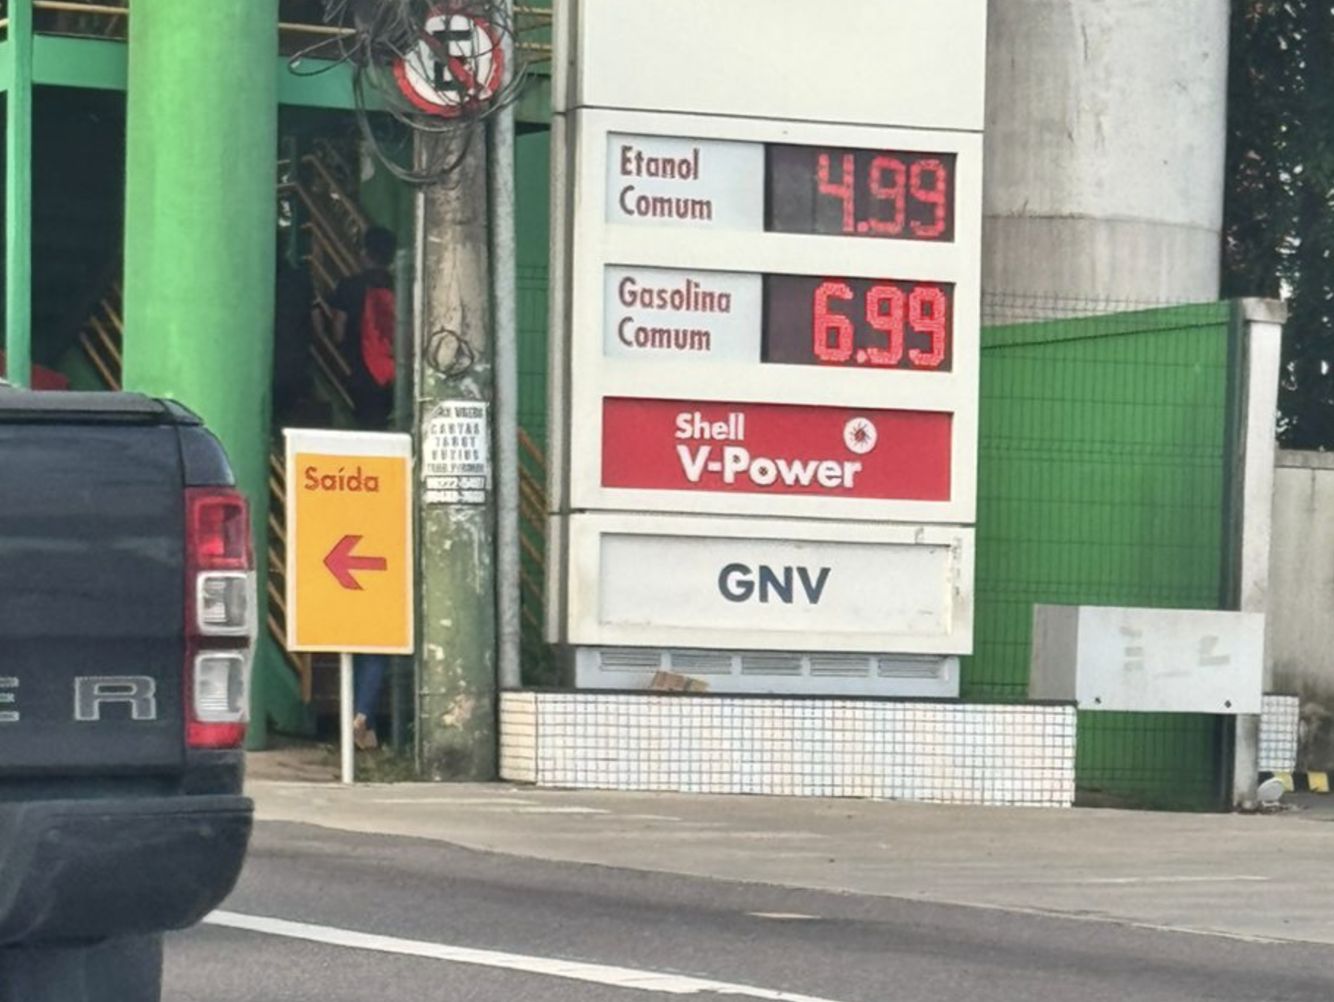 E
Etanol
Comum
4.99
Gasolina
Comum
6.99
Shell
V-Power
Saída
CARTAS
TAROT
BUZIOS
GNV
E R